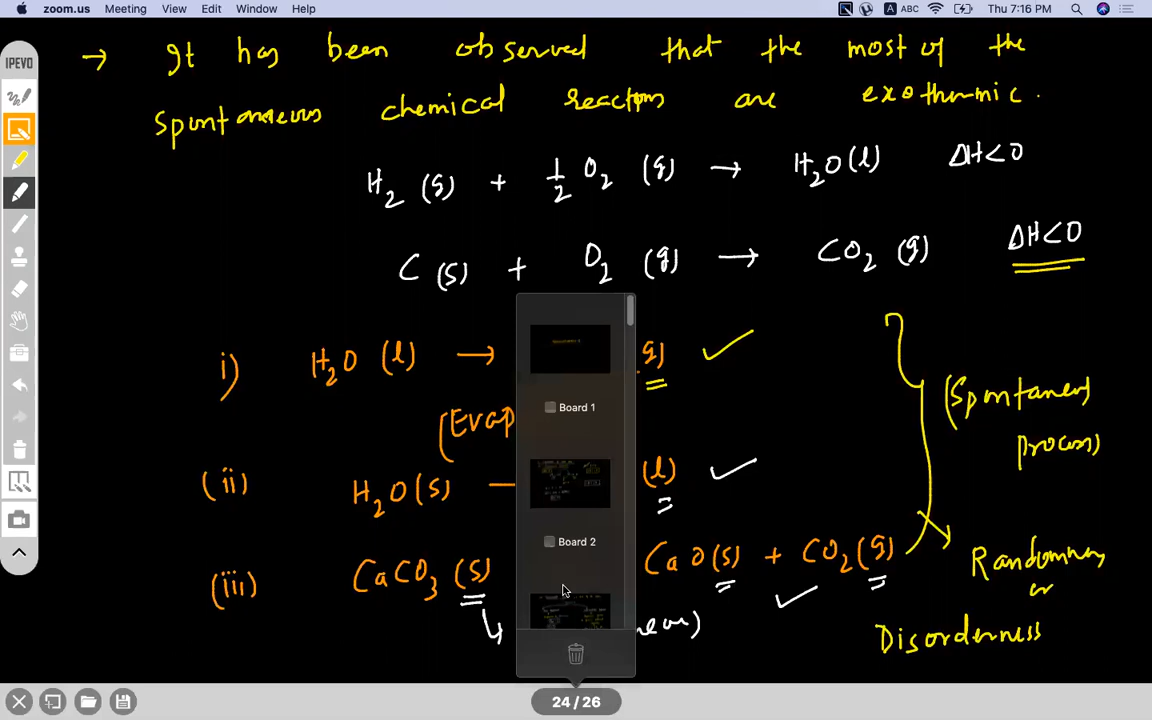 zoom.us Meeting View Edit Window Help A ABC Thu 7:16 PM
IPEVO
→ It has been observed that the most of the
spontaneous chemical reactions are exothermic.
H₂ (g) + 1/2 O₂ (g) → H₂O(l) ΔH<0
C (s) + O₂ (g) → CO₂ (g) ΔH<0
i) H₂O (l) → g) ✓
(Evap
(Spontaneous
process)
(ii) H₂O(s) — (l) ✓
(iii) CaCO₃ (s) CaO(s) + CO₂(g)
Randomness
or
Disorderness
Board 1
Board 2
24 / 26